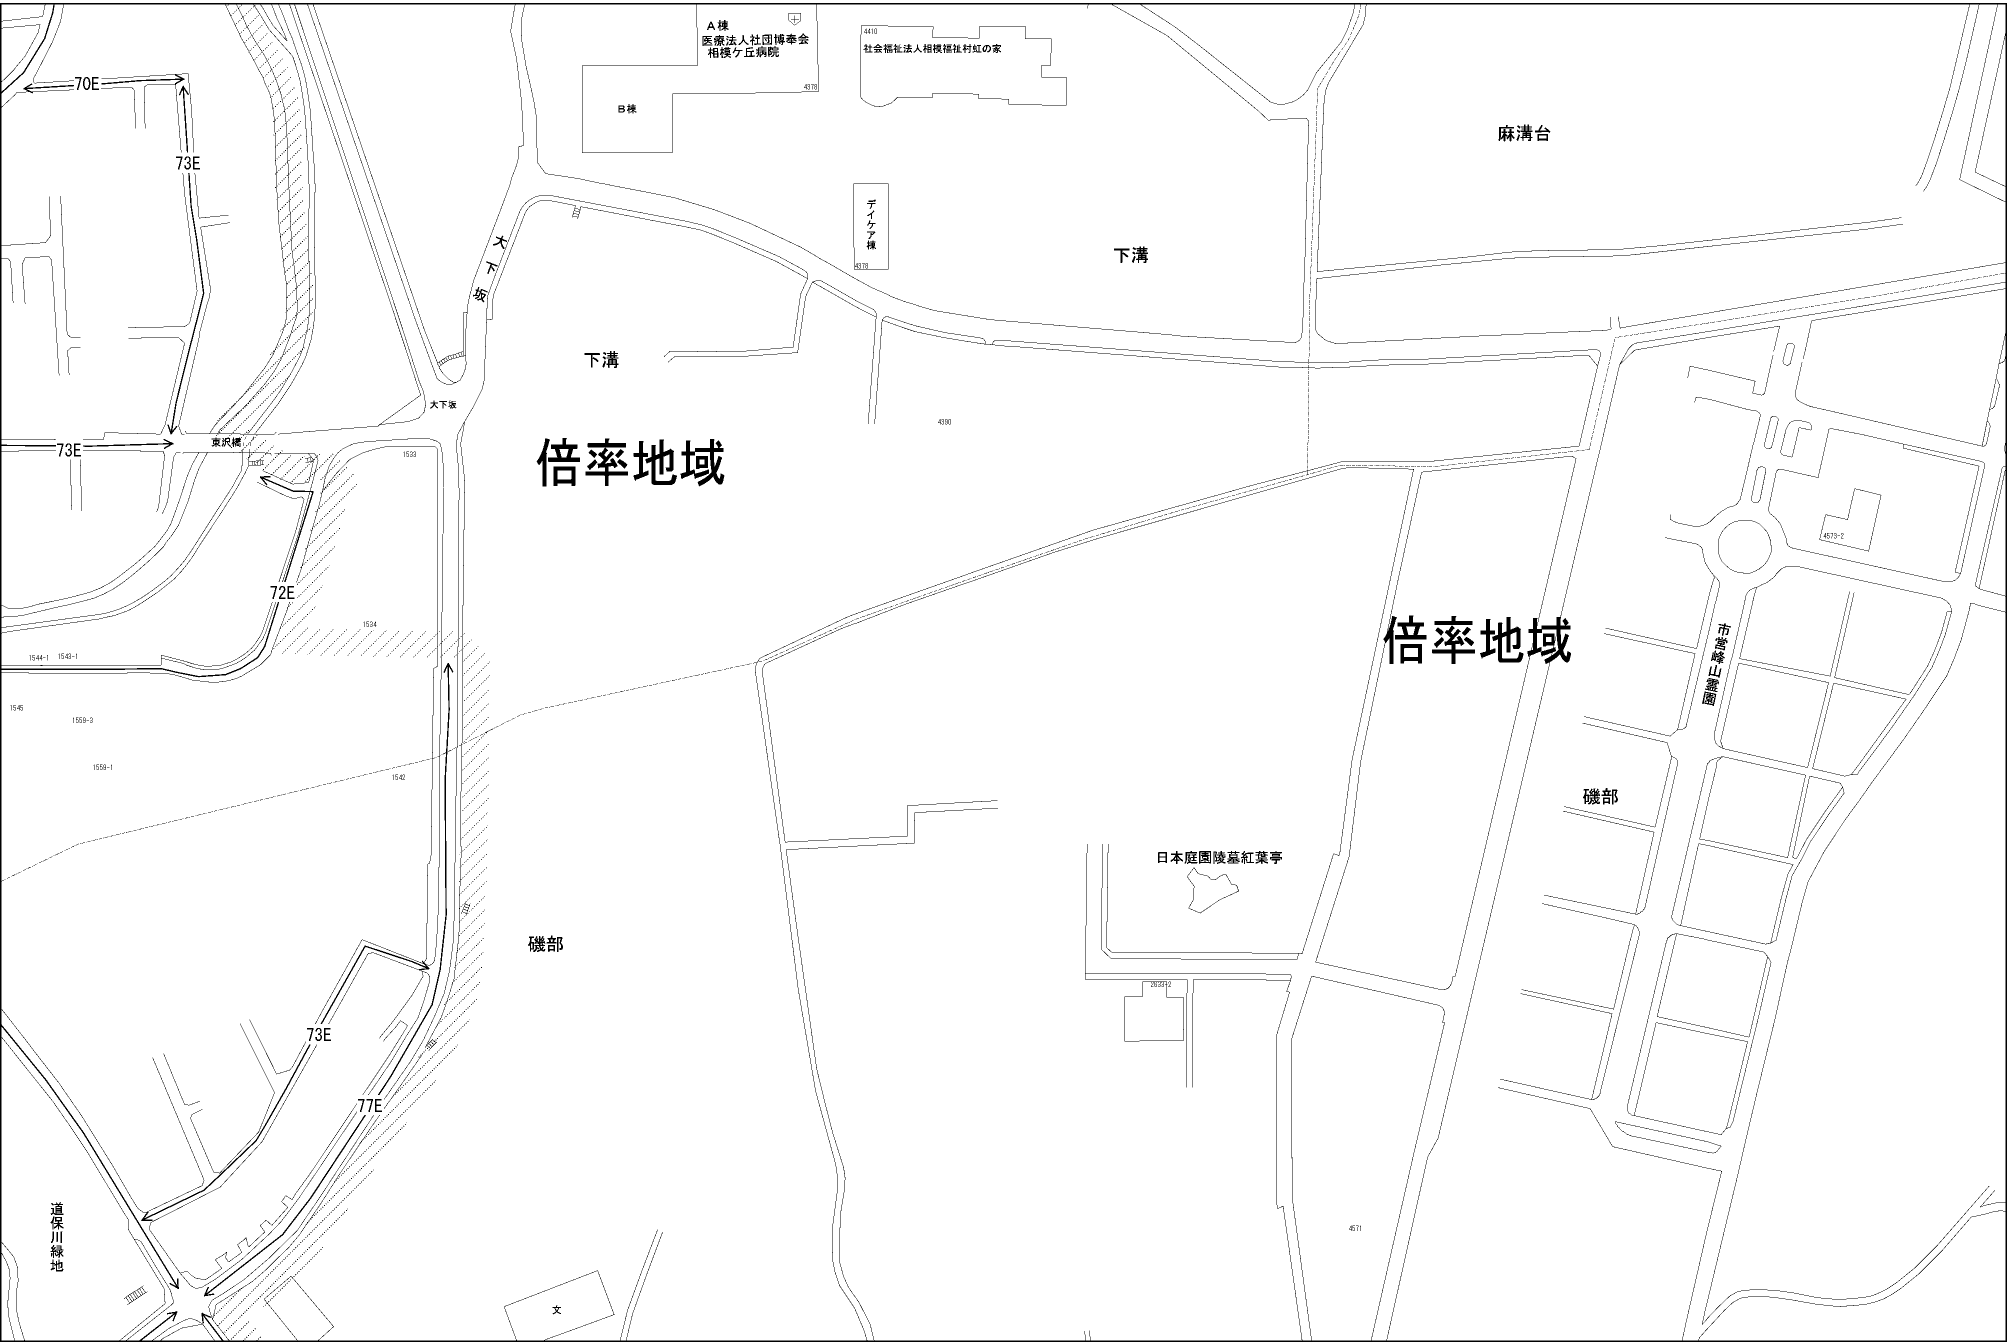 A棟
医療法人社団博奉会
相模ケ丘病院
4378
B棟
4410
社会福祉法人相模福祉村虹の家
麻溝台
70E
73E
デイケア棟
4378
大下坂
下溝
下溝
大下坂
4390
東沢橋
73E
1533
倍率地域
4573-2
72E
1534
倍率地域
市営峰山霊園
1544-1
1543-1
1545
1559-3
1559-1
1542
磯部
日本庭園陵墓紅葉亭
磯部
2633-2
73E
77E
道保川緑地
4571
文